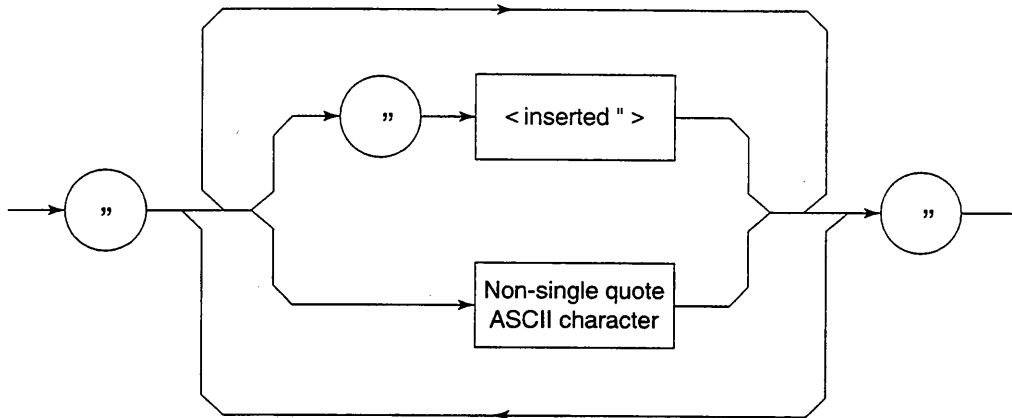 ”
< inserted " >
”
”
Non-single quote
ASCII character